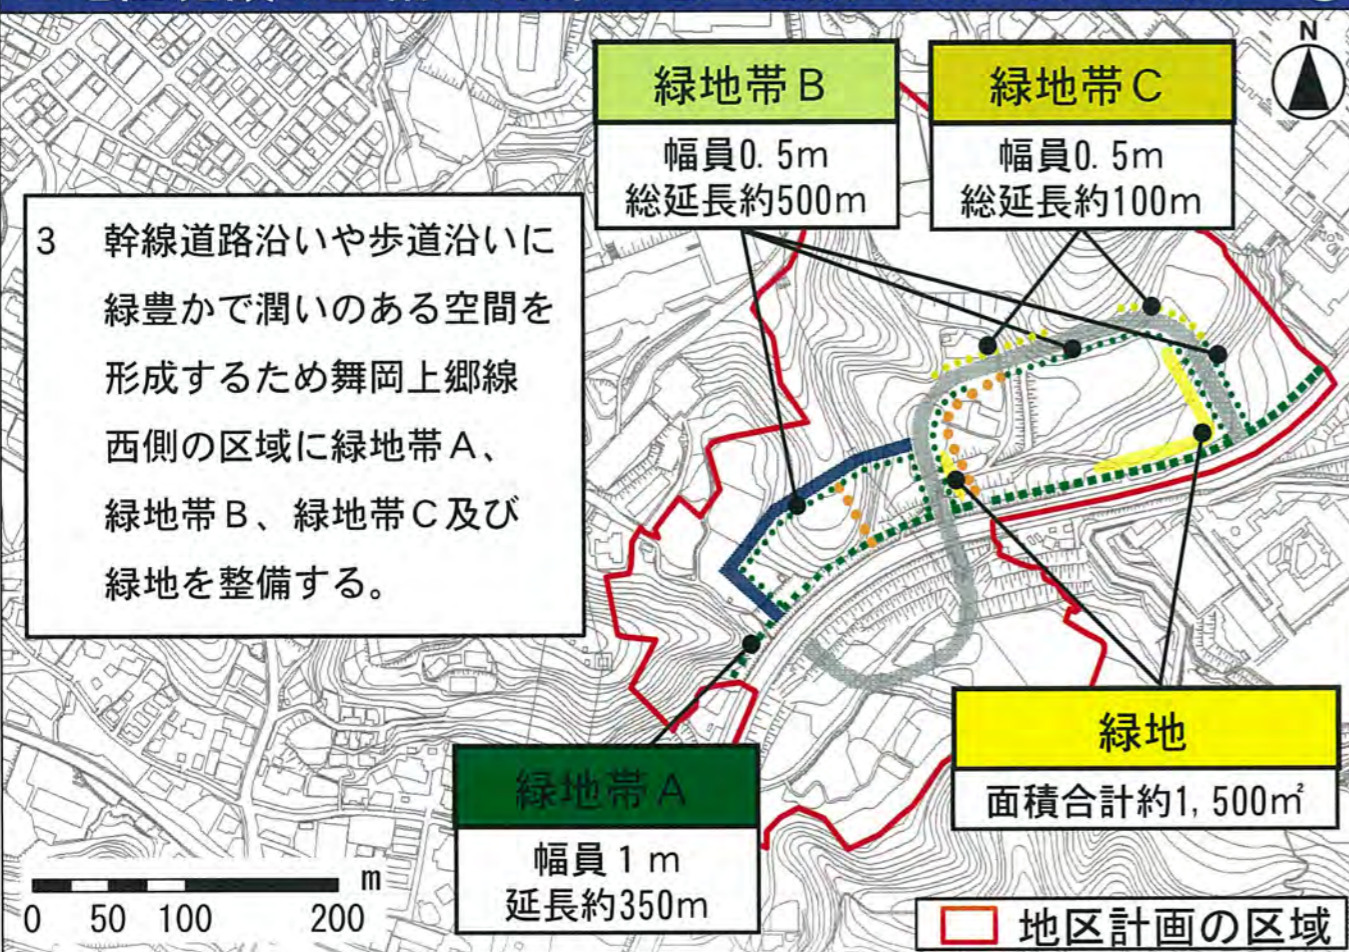 N
緑地帯B
幅員0.5m
総延長約500m
緑地帯C
幅員0.5m
総延長約100m
3 幹線道路沿いや歩道沿いに
緑豊かで潤いのある空間を
形成するため舞岡上郷線
西側の区域に緑地帯A、
緑地帯B、緑地帯C及び
緑地を整備する。
緑地
面積合計約1,500㎡
緑地帯A
幅員1m
延長約350m
m
0 50 100 200
地区計画の区域